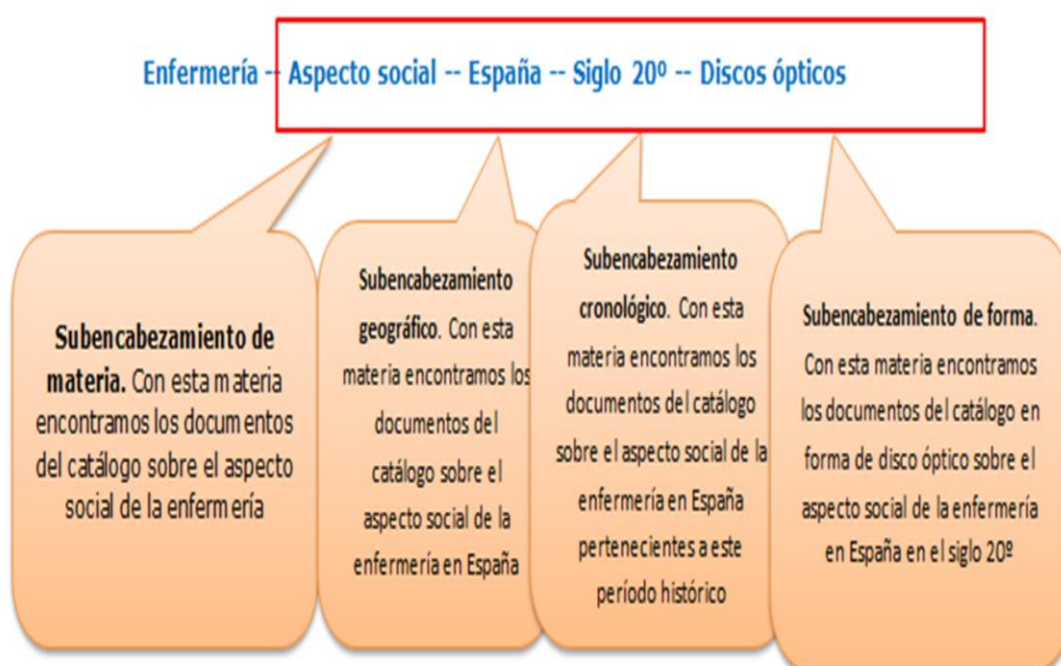 Enfermería -- Aspecto social -- España -- Siglo 20º -- Discos ópticos
Subencabezamiento de
materia. Con esta materia
encontramos los documentos
del catálogo sobre el aspecto
social de la enfermería
Subencabezamiento
geográfico. Con esta
materia encontramos los
documentos del
catálogo sobre el
aspecto social de la
enfermería en España
Subencabezamiento
cronológico. Con esta
materia encontramos los
documentos del catálogo
sobre el aspecto social de la
enfermería en España
pertenecientes a este
período histórico
Subencabezamiento de forma.
Con esta materia encontramos
los documentos del catálogo en
forma de disco óptico sobre el
aspecto social de la enfermería
en España en el siglo 20º